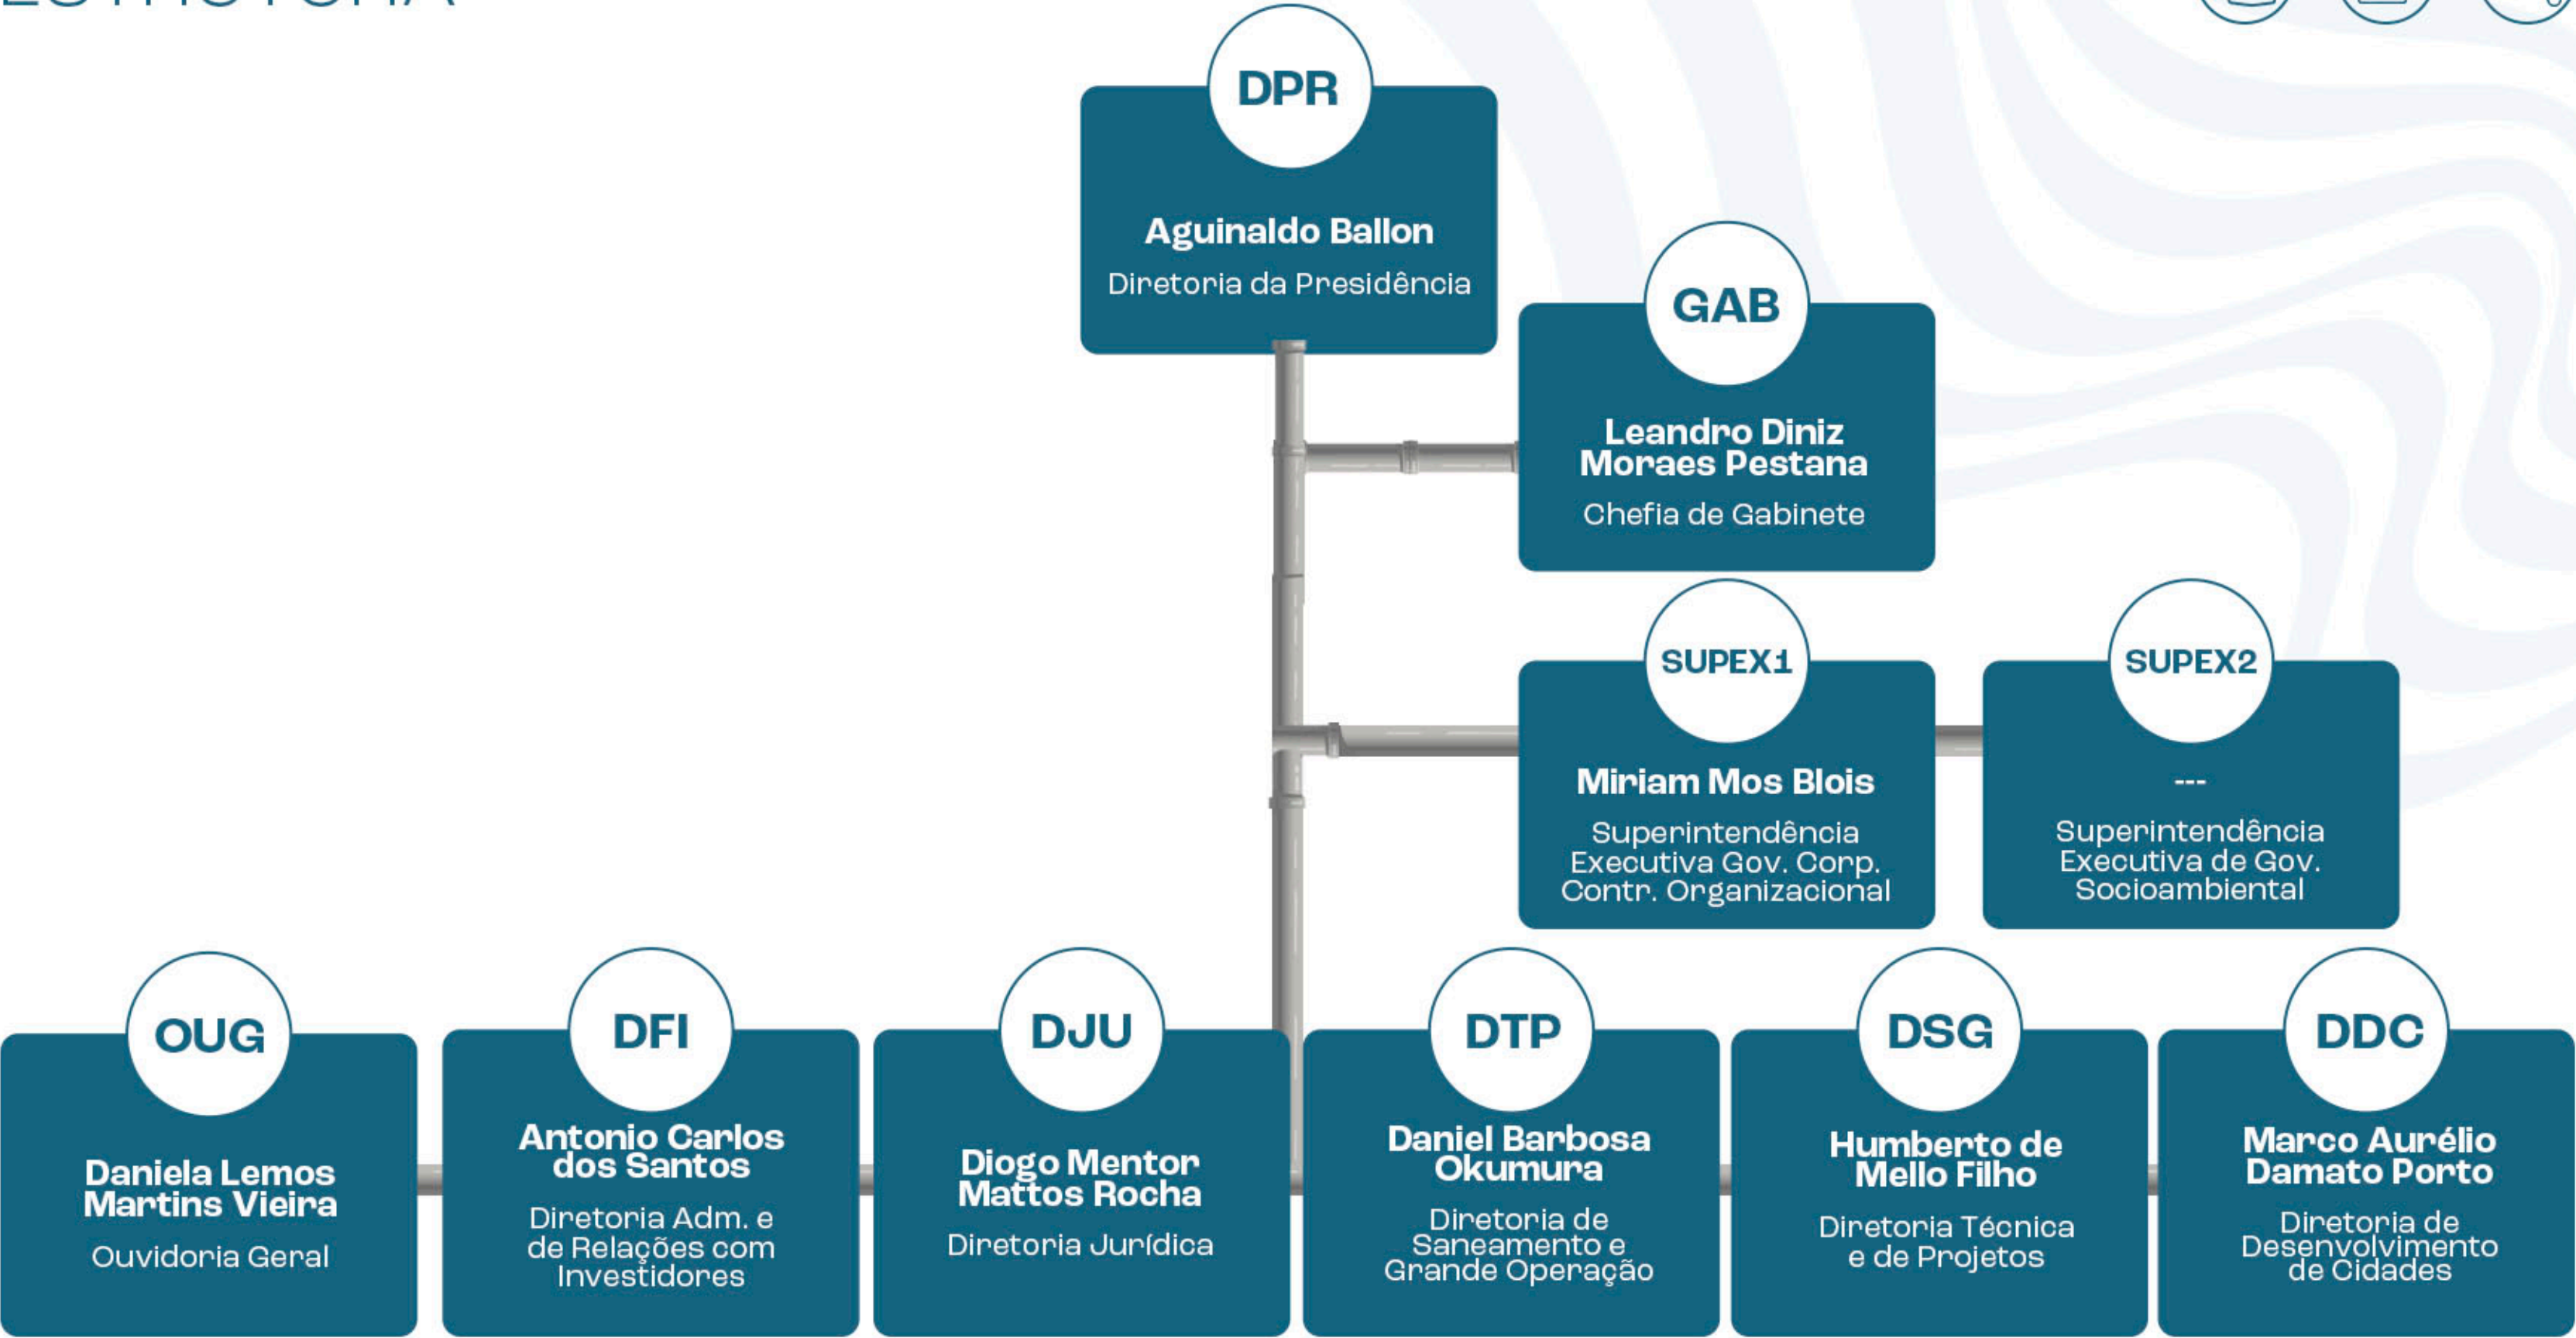 DPR
Aguinaldo Ballon
Diretoria da Presidência
GAB
Leandro Diniz
Moraes Pestana
Chefia de Gabinete
SUPEX1
Miriam Mos Blois
Superintendência
Executiva Gov. Corp.
Contr. Organizacional
SUPEX2
---
Superintendência
Executiva de Gov.
Socioambiental
OUG
Daniela Lemos
Martins Vieira
Ouvidoria Geral
DFI
Antonio Carlos
dos Santos
Diretoria Adm. e
de Relações com
Investidores
DJU
Diogo Mentor
Mattos Rocha
Diretoria Jurídica
DTP
Daniel Barbosa
Okumura
Diretoria de
Saneamento e
Grande Operação
DSG
Humberto de
Mello Filho
Diretoria Técnica
e de Projetos
DDC
Marco Aurélio
Damato Porto
Diretoria de
Desenvolvimento
de Cidades